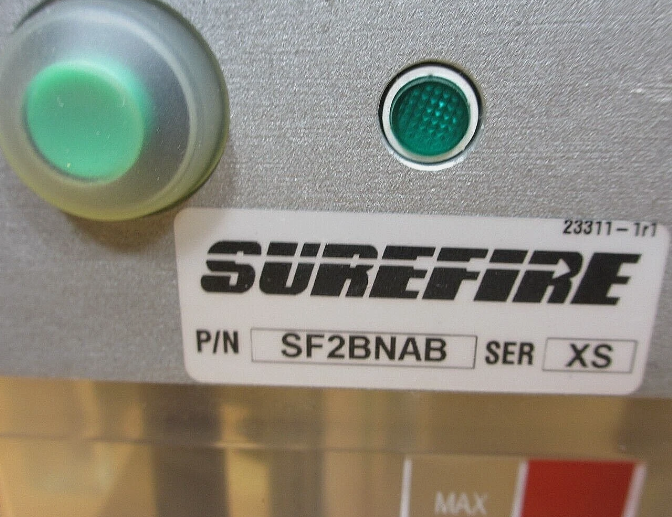 23311-1r1
SUREFIRE
P/N SF2BNAB SER XS
MAX